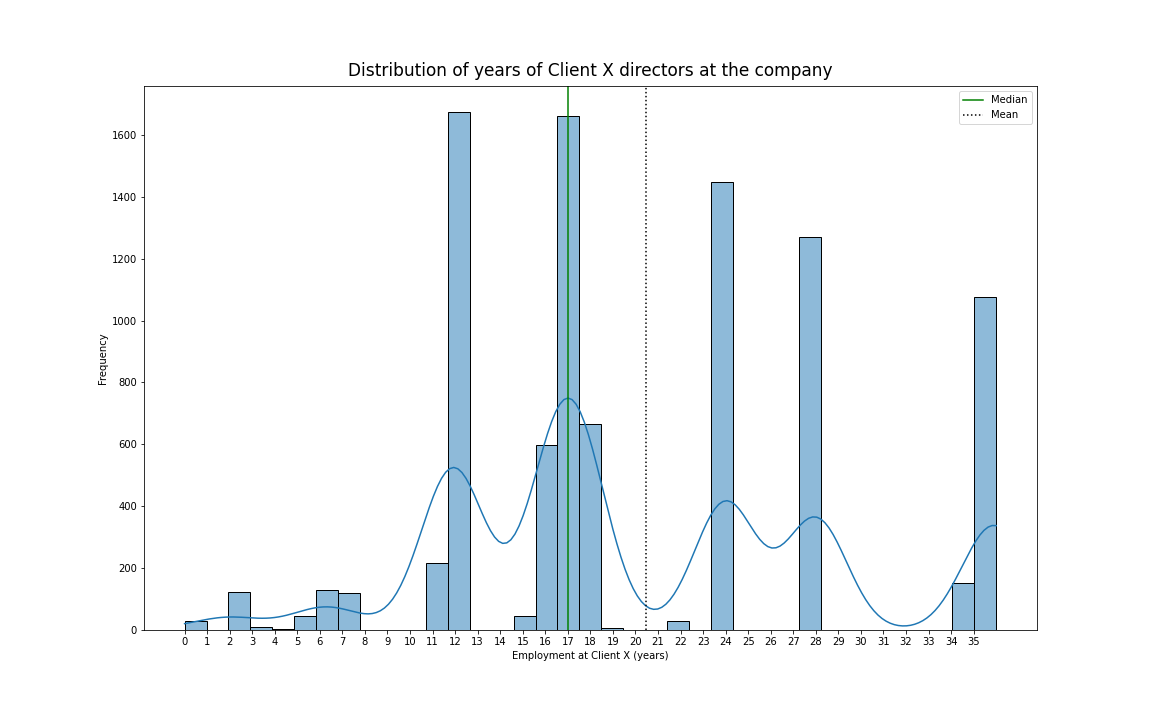 Distribution of years of Client X directors at the company
Median
Mean
1600
1400
1200
1000
800
600
400
200
0
Frequency
0 1 2 3 4 5 6 7 8 9 10 11 12 13 14 15 16 17 18 19 20 21 22 23 24 25 26 27 28 29 30 31 32 33 34 35
Employment at Client X (years)